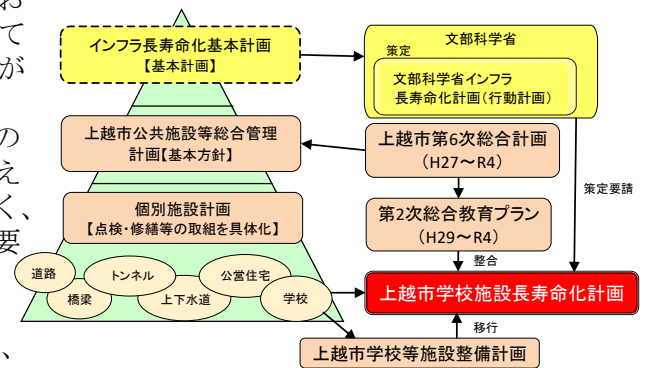 お
て
が
の
え
く、
要
、
インフラ長寿命化基本計画
【基本計画】
策定
文部科学省
文部科学省インフラ
長寿命化計画(行動計画)
上越市公共施設等総合管理
計画【基本方針】
上越市第6次総合計画
(H27～R4)
策定要請
個別施設計画
【点検・修繕等の取組を具体化】
第2次総合教育プラン
(H29～R4)
整合
道路
橋梁
トンネル
上下水道
公営住宅
学校
上越市学校施設長寿命化計画
移行
上越市学校等施設整備計画